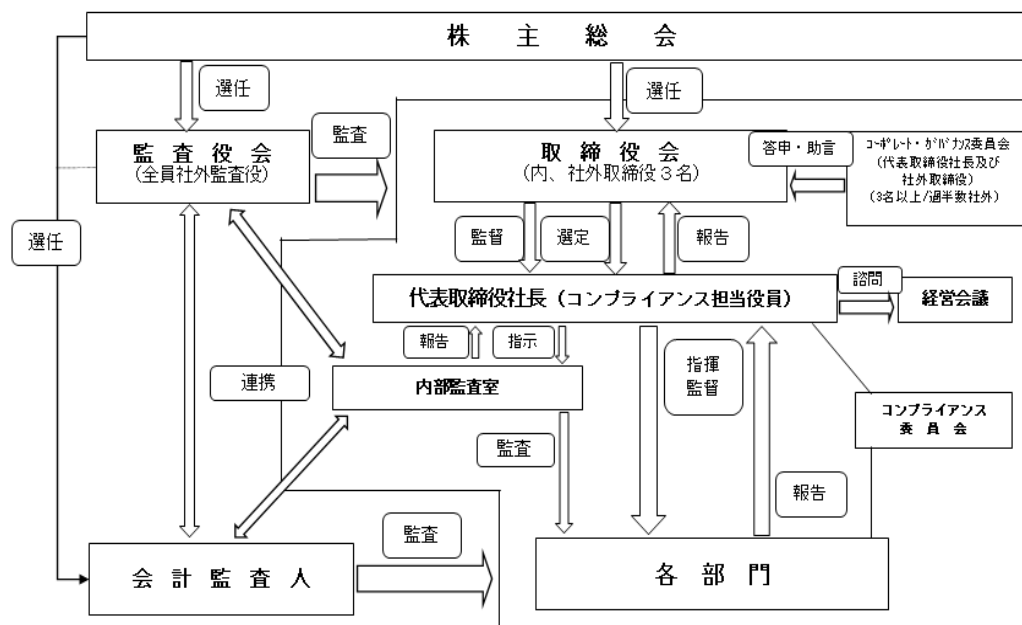 株主総会
選任
選任
監査役会
(全員社外監査役)
監査
取締役会
(内、社外取締役3名)
答申・助言
コーポレート・ガバナンス委員会
(代表取締役社長及び
社外取締役)
(3名以上/過半数社外)
選任
監督
選定
報告
代表取締役社長(コンプライアンス担当役員)
諮問
経営会議
報告
指示
連携
内部監査室
指揮
監督
コンプライアンス
委員会
監査
報告
監査
会計監査人
各部門